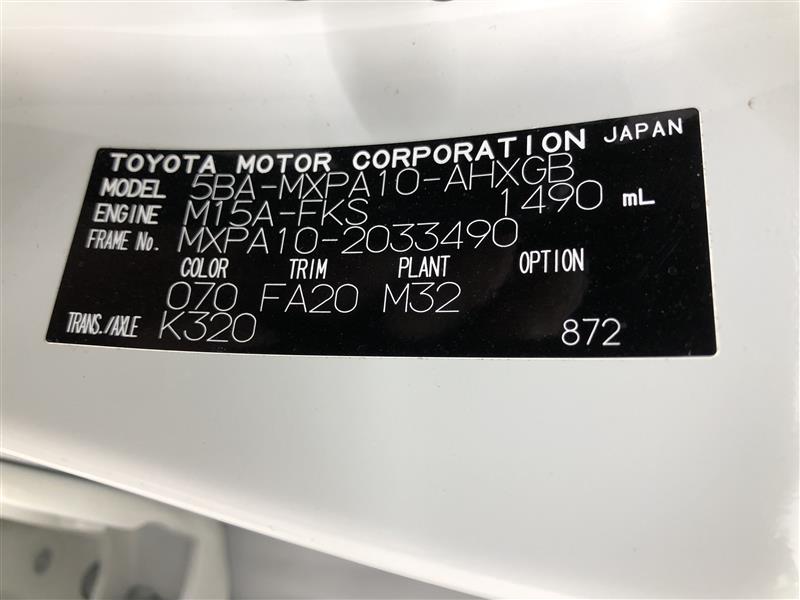 TOYOTA MOTOR CORPORATION JAPAN
MODEL 5BA-MXPA10-AHXGB
ENGINE M15A-FKS 1490 mL
FRAME No. MXPA10-2033490
COLOR TRIM PLANT OPTION
070 FA20 M32
TRANS./AXLE K320 872